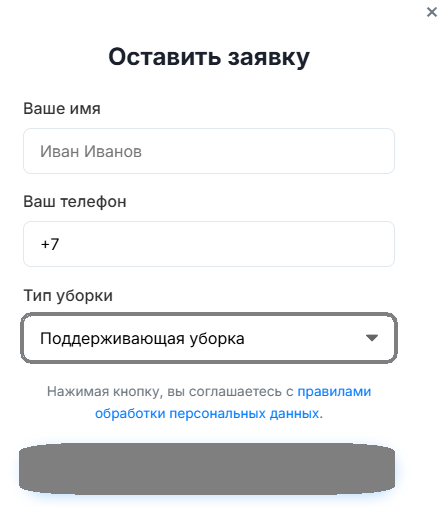 Оставить заявку
Ваше имя
Иван Иванов
Ваш телефон
+7
Тип уборки
Поддерживающая уборка
Нажимая кнопку, вы соглашаетесь с правилами
обработки персональных данных.